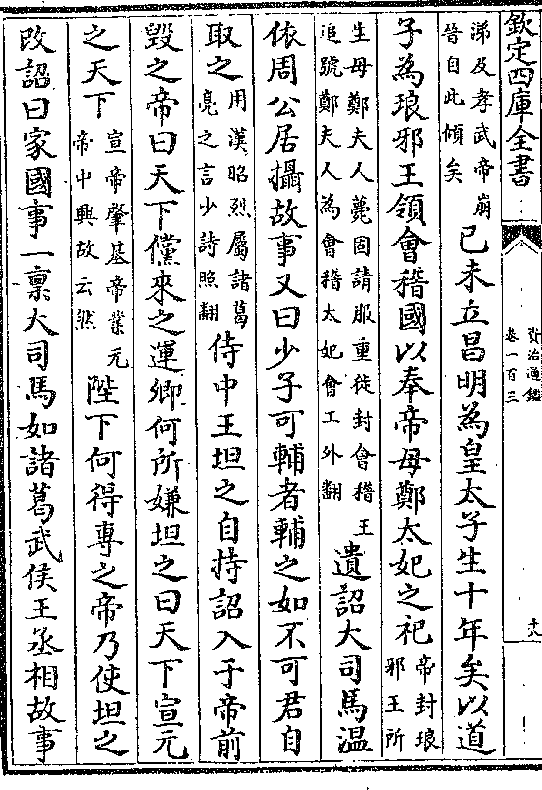 欽定四庫全書
資治通鑑
卷一百三
十八
涕及孝武帝崩
晉自此傾矣
己未立昌明為皇太子生十年矣以道
子為琅邪王領會稽國以奉帝母鄭太妃之祀
帝封琅
邪王所
生母鄭夫人薨固請服重徒封會稽王
追號鄭夫人為會稽太妃會工外翻
遺詔大司馬温
依周公居攝故事又曰少子可輔者輔之如不可君自
取之
用漢昭烈屬諸葛
亮之言少詩照翻
侍中王坦之自持詔入于帝前
毀之帝曰天下儻來之運卿何所嫌坦之曰天下宣元
之天下
宣帝肇基帝業元
帝中興故云然
陛下何得專之帝乃使坦之
改詔曰家國事一禀大司馬如諸葛武侯王丞相故事